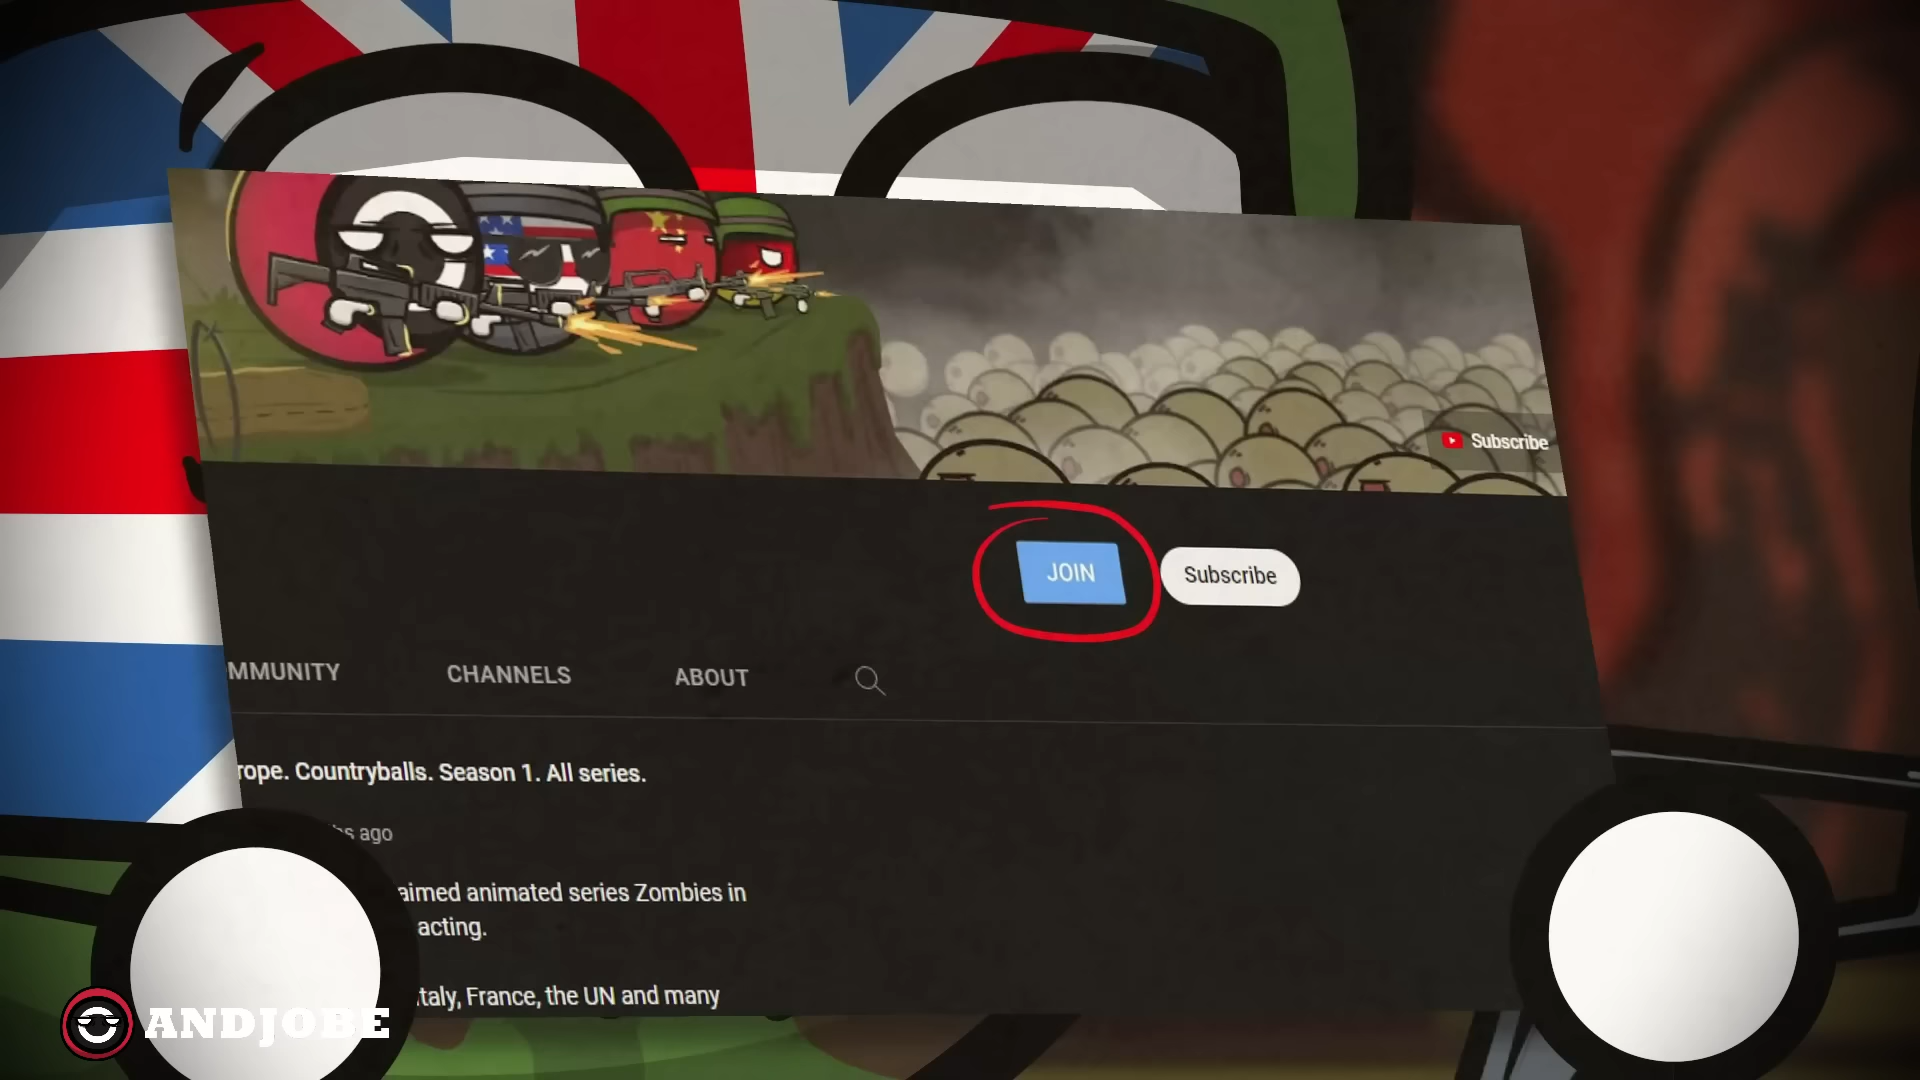 Subscribe
JOIN
Subscribe
MMUNITY
CHANNELS
ABOUT
rope. Countryballs. Season 1. All series.
hs ago
aimed animated series Zombies in
acting.
taly, France, the UN and many
ANDJOBE